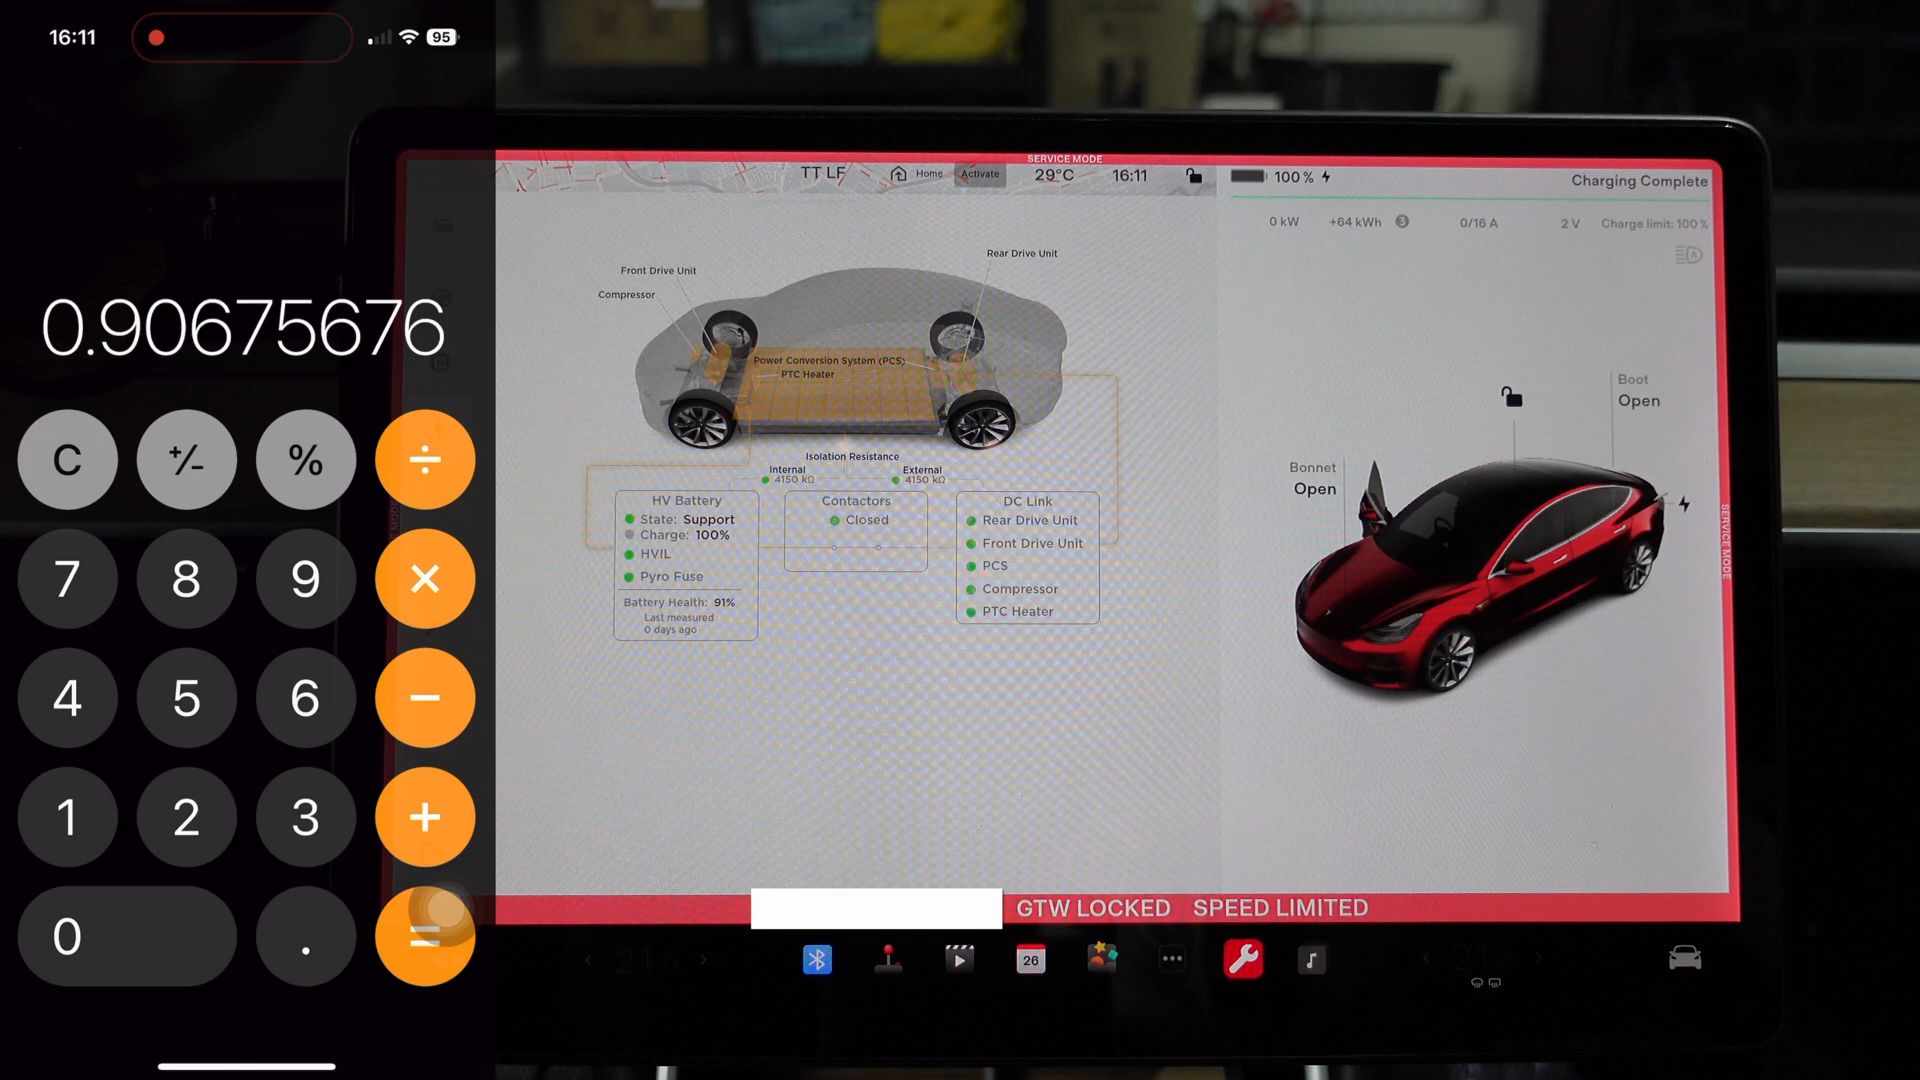 16:11
95
0.90675676
C
+/-
%
÷
7
8
9
×
4
5
6
−
1
2
3
+
0
.
=
SERVICE MODE
TT LF
Home
Activate
29°C
16:11
100 %
Charging Complete
0 kW
+64 kWh
3
0/16 A
2 V
Charge limit: 100 %
Front Drive Unit
Rear Drive Unit
Compressor
Power Conversion System (PCS)
PTC Heater
Isolation Resistance
Internal
4150 kΩ
External
4150 kΩ
HV Battery
State: Support
Charge: 100%
HVIL
Pyro Fuse
Battery Health: 91%
Last measured
0 days ago
Contactors
Closed
DC Link
Rear Drive Unit
Front Drive Unit
PCS
Compressor
PTC Heater
Boot
Open
Bonnet
Open
SERVICE MODE
GTW LOCKED SPEED LIMITED
21.0
26